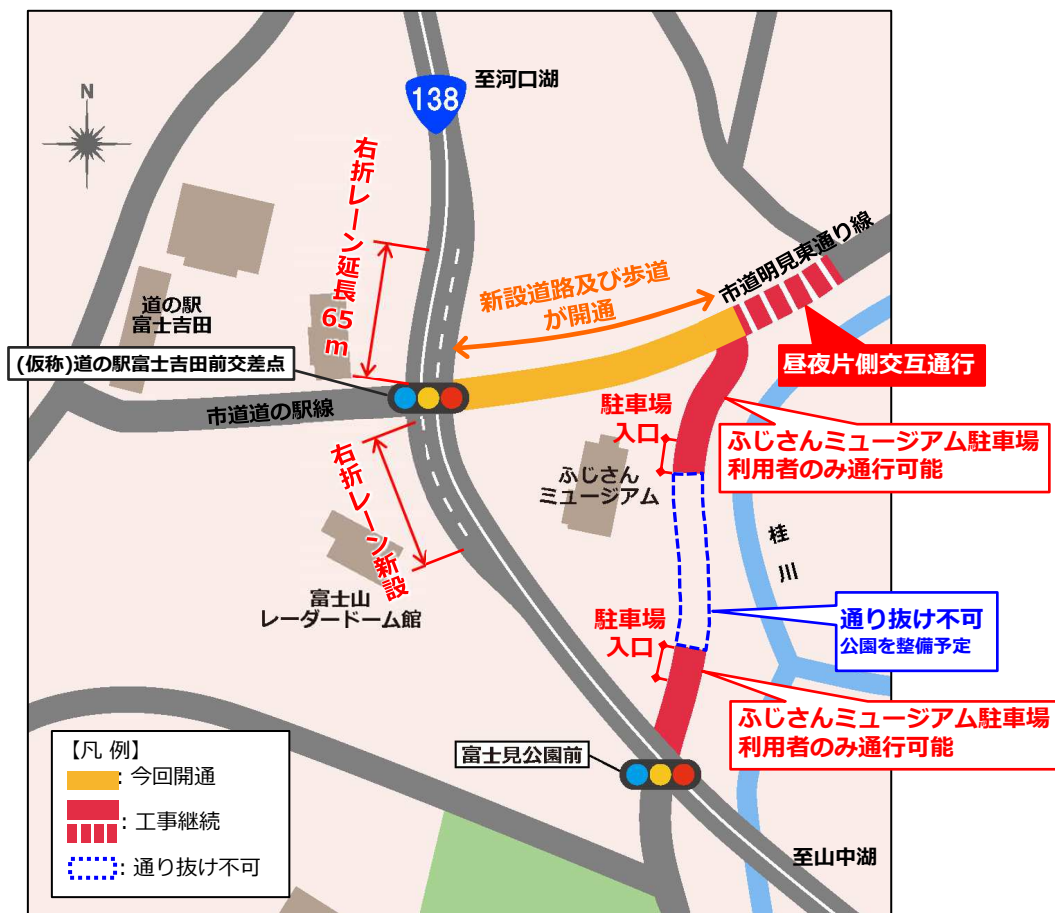 N
138
至河口湖
右折レーン延長65m
市道明見東通り線
新設道路及び歩道
が開通
道の駅
富士吉田
(仮称)道の駅富士吉田前交差点
昼夜片側交互通行
市道道の駅線
駐車場
入口
ふじさんミュージアム駐車場
利用者のみ通行可能
ふじさん
ミュージアム
右折レーン新設
桂川
富士山
レーダードーム館
駐車場
入口
通り抜け不可
公園を整備予定
ふじさんミュージアム駐車場
利用者のみ通行可能
富士見公園前
【凡 例】
: 今回開通
: 工事継続
: 通り抜け不可
至山中湖